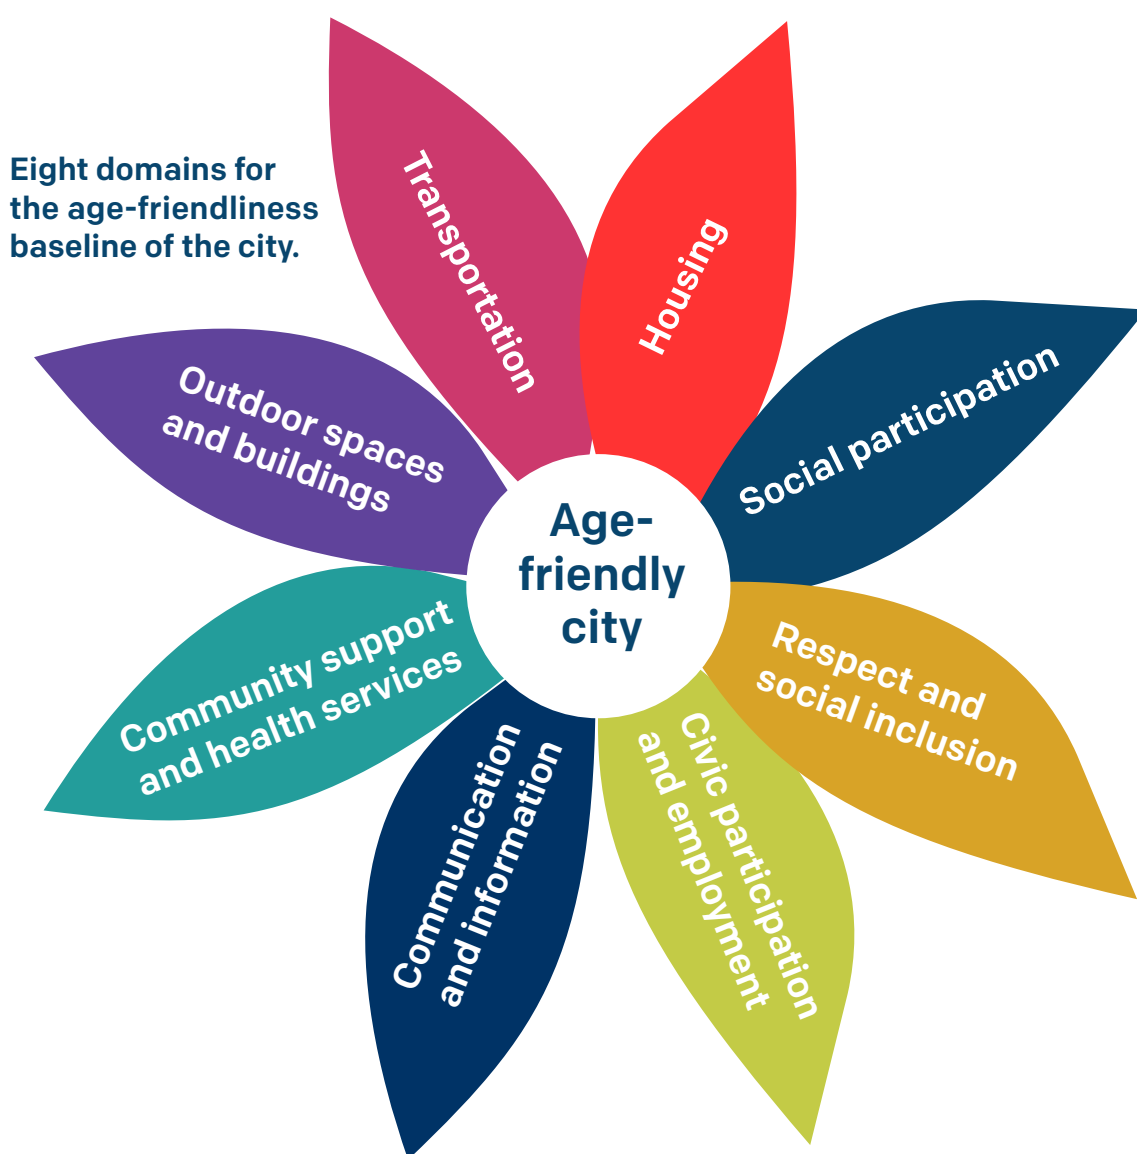 Eight domains for
the age-friendliness
baseline of the city.
Transportation
Housing
Social participation
Respect and
social inclusion
Civic participation
and employment
Communication
and information
Community support
and health services
Outdoor spaces
and buildings
Age-
friendly
city